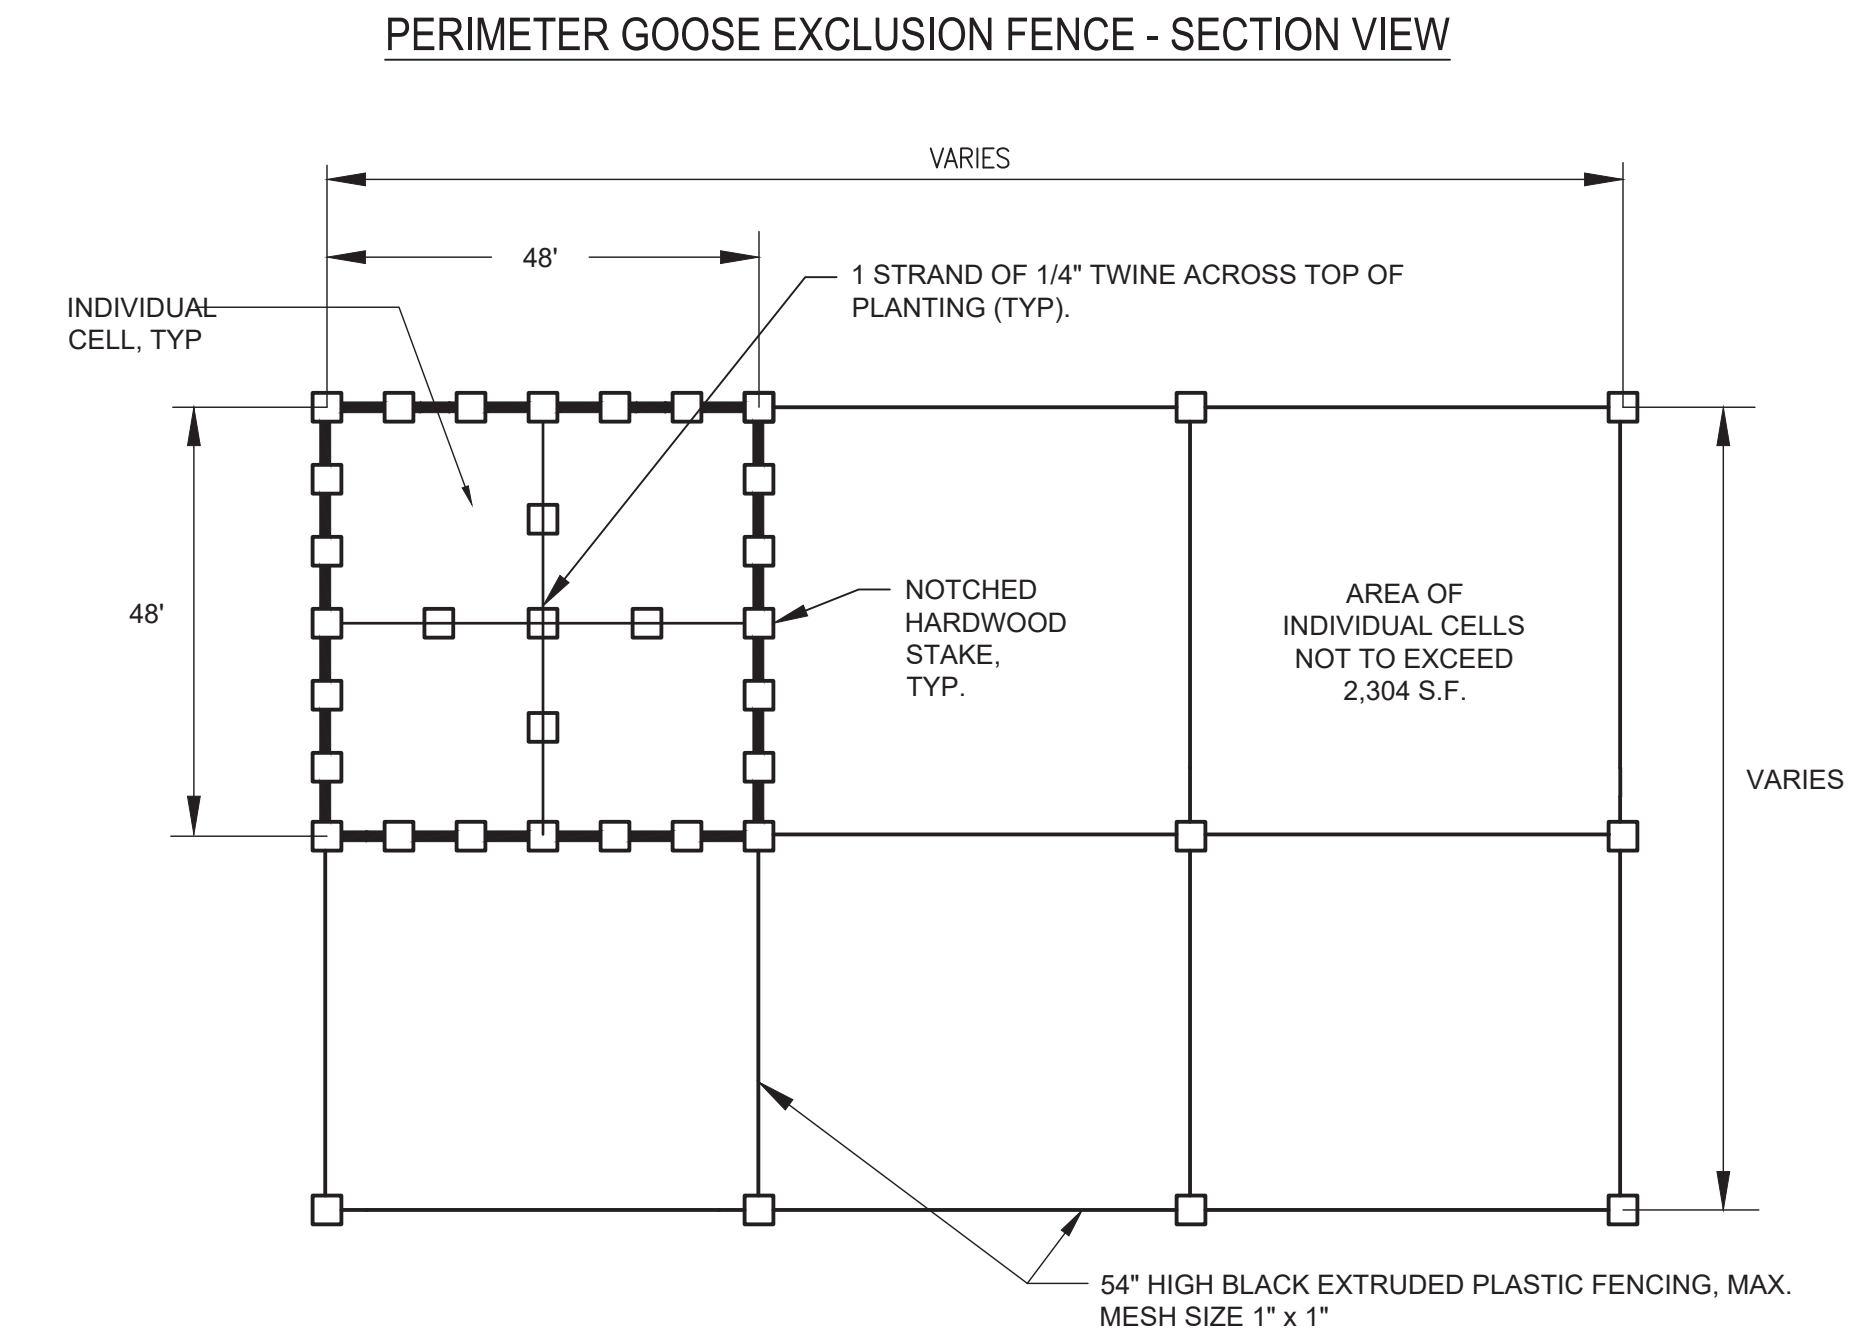 PERIMETER GOOSE EXCLUSION FENCE - SECTION VIEW
VARIES
48'
1 STRAND OF 1/4" TWINE ACROSS TOP OF
PLANTING (TYP).
INDIVIDUAL
CELL, TYP
48'
NOTCHED
HARDWOOD
STAKE,
TYP.
AREA OF
INDIVIDUAL CELLS
NOT TO EXCEED
2,304 S.F.
VARIES
54" HIGH BLACK EXTRUDED PLASTIC FENCING, MAX.
MESH SIZE 1" x 1"